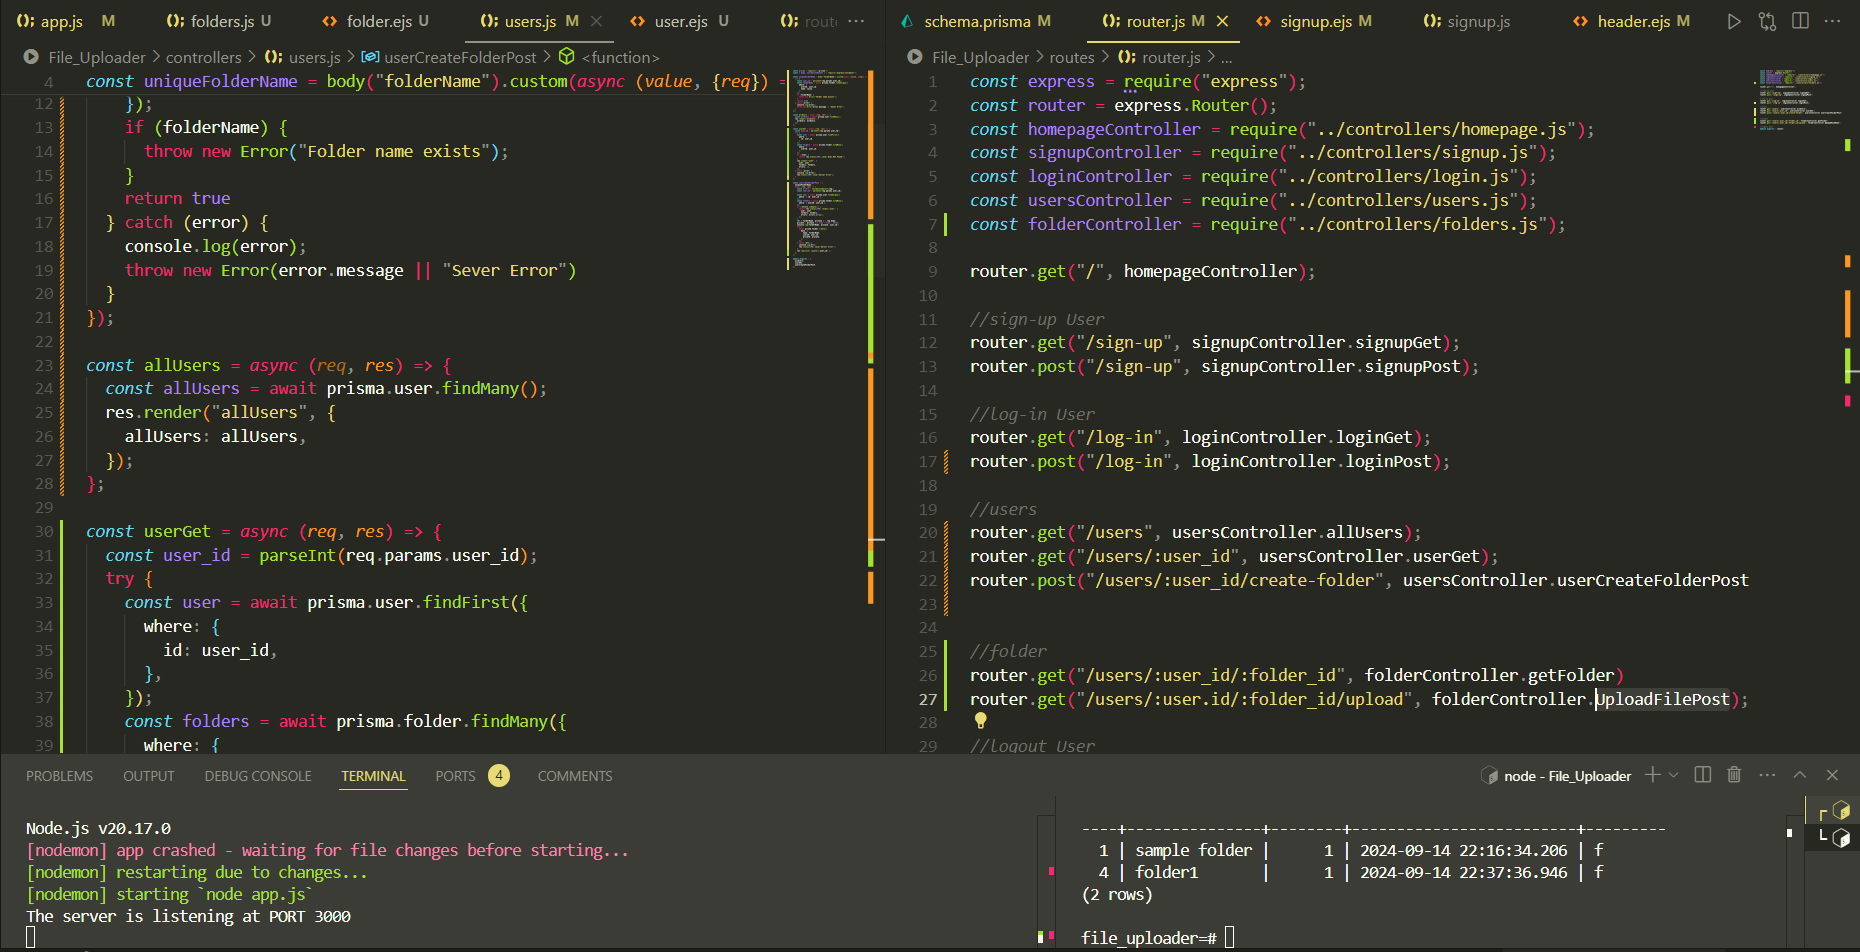 app.js M folders.js U folder.ejs U users.js M user.ejs U rout
File_Uploader controllers users.js userCreateFolderPost <function>
4 const uniqueFolderName = body("folderName").custom(async (value, {req}) =
12 });
13 if (folderName) {
14 throw new Error("Folder name exists");
15 }
16 return true
17 } catch (error) {
18 console.log(error);
19 throw new Error(error.message || "Sever Error")
20 }
21 });
22
23 const allUsers = async (req, res) => {
24 const allUsers = await prisma.user.findMany();
25 res.render("allUsers", {
26 allUsers: allUsers,
27 });
28 };
29
30 const userGet = async (req, res) => {
31 const user_id = parseInt(req.params.user_id);
32 try {
33 const user = await prisma.user.findFirst({
34 where: {
35 id: user_id,
36 },
37 });
38 const folders = await prisma.folder.findMany({
39 where: {
schema.prisma M router.js M signup.ejs M signup.js header.ejs M
File_Uploader routes router.js ...
1 const express = require("express");
2 const router = express.Router();
3 const homepageController = require("../controllers/homepage.js");
4 const signupController = require("../controllers/signup.js");
5 const loginController = require("../controllers/login.js");
6 const usersController = require("../controllers/users.js");
7 const folderController = require("../controllers/folders.js");
8
9 router.get("/", homepageController);
10
11 //sign-up User
12 router.get("/sign-up", signupController.signupGet);
13 router.post("/sign-up", signupController.signupPost);
14
15 //log-in User
16 router.get("/log-in", loginController.loginGet);
17 router.post("/log-in", loginController.loginPost);
18
19 //users
20 router.get("/users", usersController.allUsers);
21 router.get("/users/:user_id", usersController.userGet);
22 router.post("/users/:user_id/create-folder", usersController.userCreateFolderPost
23
24
25 //folder
26 router.get("/users/:user_id/:folder_id", folderController.getFolder)
27 router.get("/users/:user.id/:folder_id/upload", folderController.UploadFilePost);
28
29 //logout User
PROBLEMS OUTPUT DEBUG CONSOLE TERMINAL PORTS 4 COMMENTS
node - File_Uploader
Node.js v20.17.0
[nodemon] app crashed - waiting for file changes before starting...
[nodemon] restarting due to changes...
[nodemon] starting `node app.js`
The server is listening at PORT 3000
----+---------------+--------+-------------------------+---------
1 | sample folder | 1 | 2024-09-14 22:16:34.206 | f
4 | folder1 | 1 | 2024-09-14 22:37:36.946 | f
(2 rows)
file_uploader=#